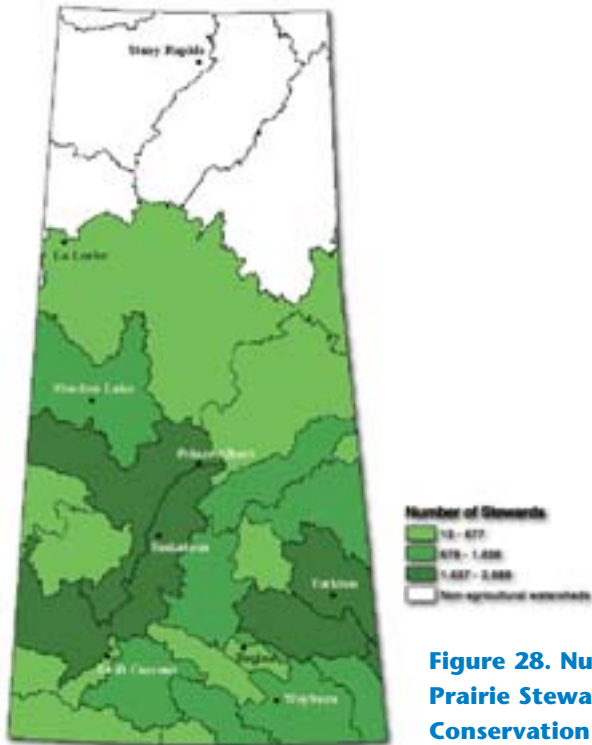 Stony Rapids
La Loche
Meadow Lake
Prince Albert
Saskatoon
Yorkton
Swift Current
Regina
Weyburn
Number of Stewards
Non-agricultural watersheds
Figure 28. Nu
Prairie Stewa
Conservation